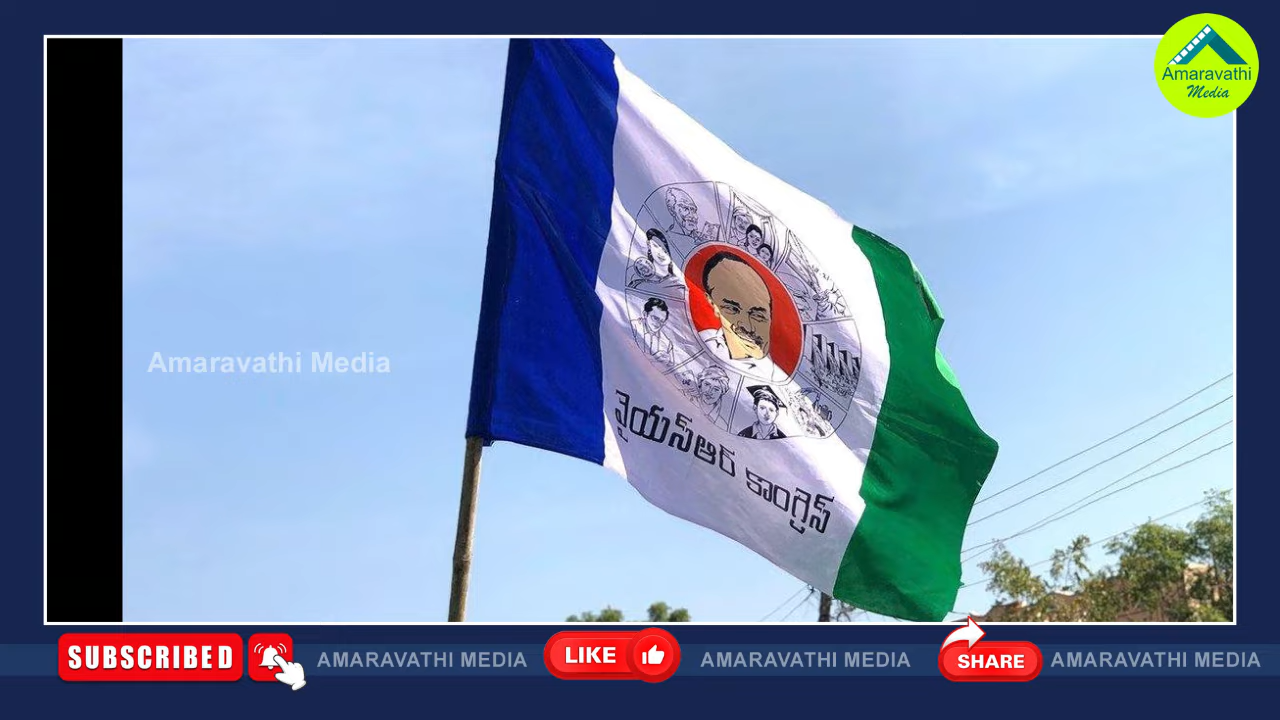 Amaravathi
Media
Amaravathi Media
వైయస్ఆర్ కాంగ్రెస్
SUBSCRIBED
AMARAVATHI MEDIA
LIKE
AMARAVATHI MEDIA
SHARE
AMARAVATHI MEDIA